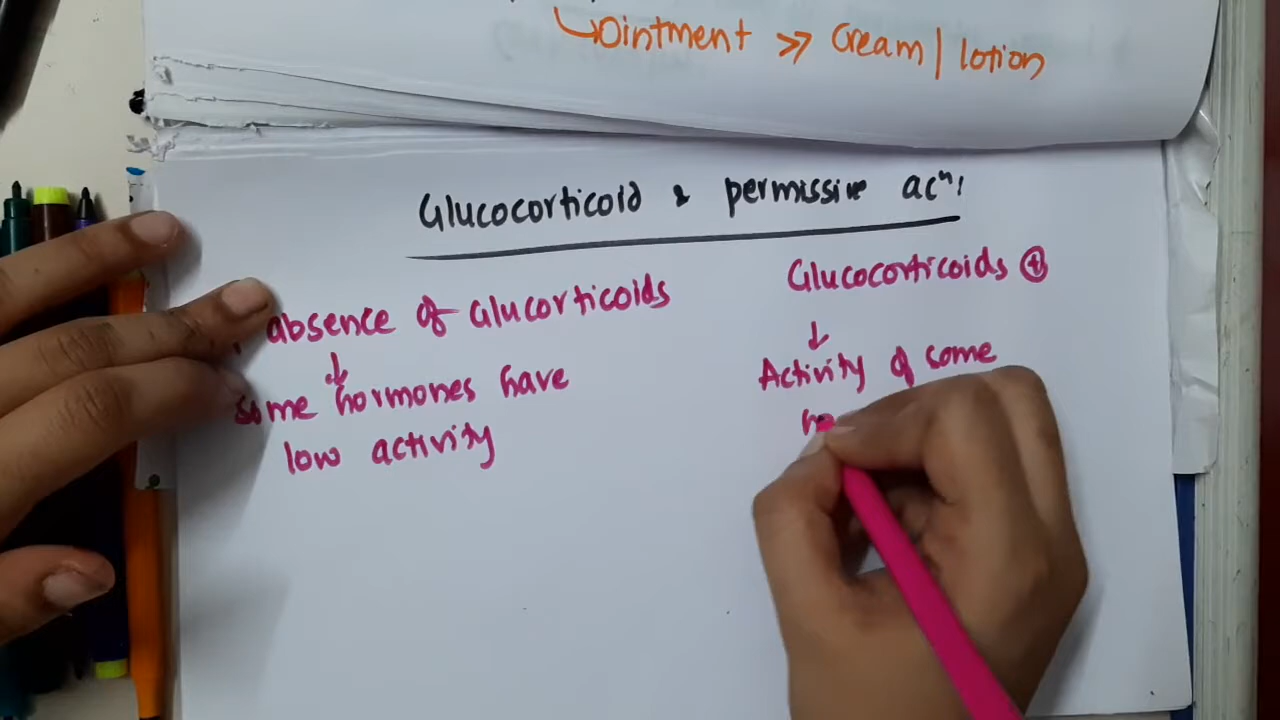 Ointment >> Cream / lotion
Glucocorticoid & permissive acⁿ:
absence of Glucorticoids
↓
some hormones have
low activity
Glucocorticoids ⊕
↓
Activity of some